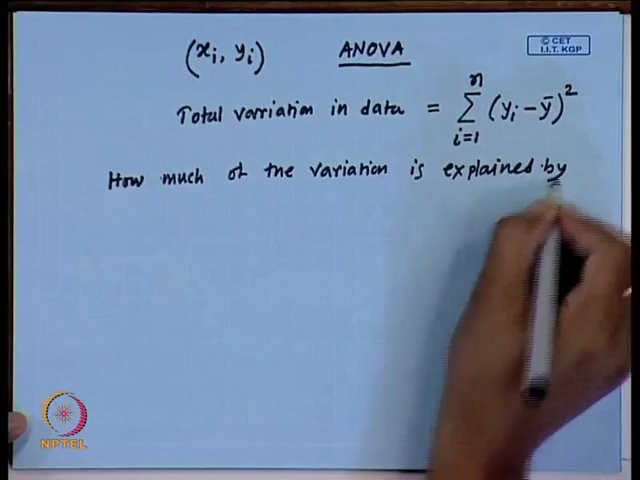 (xᵢ, yᵢ) ANOVA
© CET
I.I.T. KGP
Total variation in data = \sum_{i=1}^{n} (yᵢ - ȳ)²
How much of the variation is explained by
NPTEL